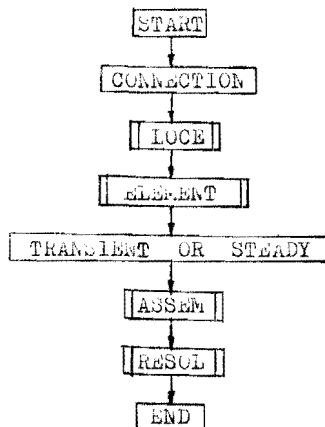 START
CONNECTION
LOCE
ELEMENT
TRANSIENT OR STEADY
ASSEM
RESOL
END